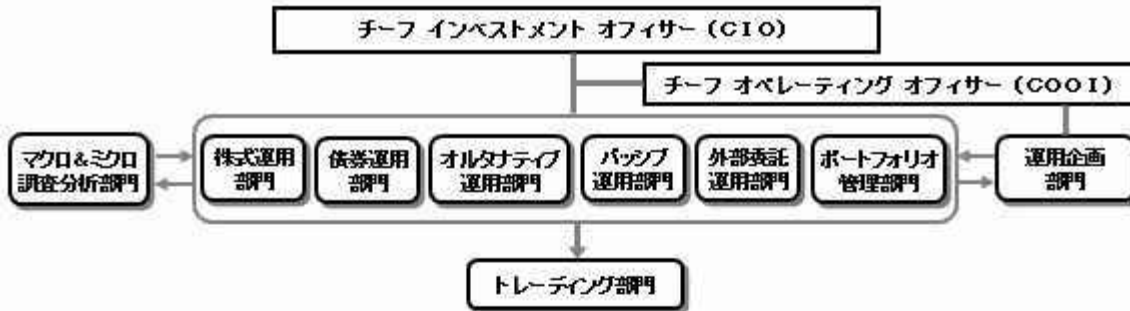 チーフ インベストメント オフィサー (CIO)
チーフ オペレーティング オフィサー (COOI)
マクロ&ミクロ
調査分析部門
株式運用
部門
債券運用
部門
オルタナティブ
運用部門
パッシブ
運用部門
外部委託
運用部門
ポートフォリオ
管理部門
運用企画
部門
トレーディング部門